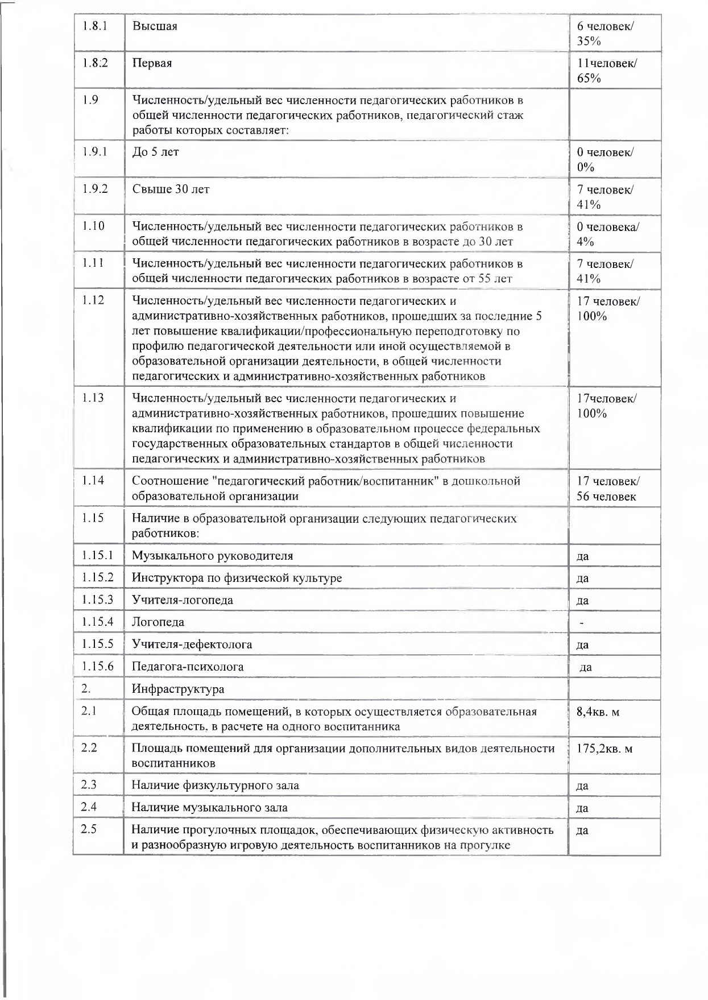 1.8.1 Высшая 6 человек/
35%
1.8:2 Первая 11человек/
65%
1.9 Численность/удельный вес численности педагогических работников в
общей численности педагогических работников, педагогический стаж
работы которых составляет:
1.9.1 До 5 лет 0 человек/
0%
1.9.2 Свыше 30 лет 7 человек/
41%
1.10 Численность/удельный вес численности педагогических работников в 0 человека/
общей численности педагогических работников в возрасте до 30 лет 4%
1.11 Численность/удельный вес численности педагогических работников в 7 человек/
общей численности педагогических работников в возрасте от 55 лет 41%
1.12 Численность/удельный вес численности педагогических и 17 человек/
административно-хозяйственных работников, прошедших за последние 5 100%
лет повышение квалификации/профессиональную переподготовку по
профилю педагогической деятельности или иной осуществляемой в
образовательной организации деятельности, в общей численности
педагогических и административно-хозяйственных работников
1.13 Численность/удельный вес численности педагогических и 17человек/
административно-хозяйственных работников, прошедших повышение 100%
квалификации по применению в образовательном процессе федеральных
государственных образовательных стандартов в общей численности
педагогических и административно-хозяйственных работников
1.14 Соотношение "педагогический работник/воспитанник" в дошкольной 17 человек/
образовательной организации 56 человек
1.15 Наличие в образовательной организации следующих педагогических
работников:
1.15.1 Музыкального руководителя да
1.15.2 Инструктора по физической культуре да
1.15.3 Учителя-логопеда да
1.15.4 Логопеда -
1.15.5 Учителя-дефектолога да
1.15.6 Педагога-психолога да
2. Инфраструктура
2.1 Общая площадь помещений, в которых осуществляется образовательная 8,4кв. м
деятельность, в расчете на одного воспитанника
2.2 Площадь помещений для организации дополнительных видов деятельности 175,2кв. м
воспитанников
2.3 Наличие физкультурного зала да
2.4 Наличие музыкального зала да
2.5 Наличие прогулочных площадок, обеспечивающих физическую активность да
и разнообразную игровую деятельность воспитанников на прогулке